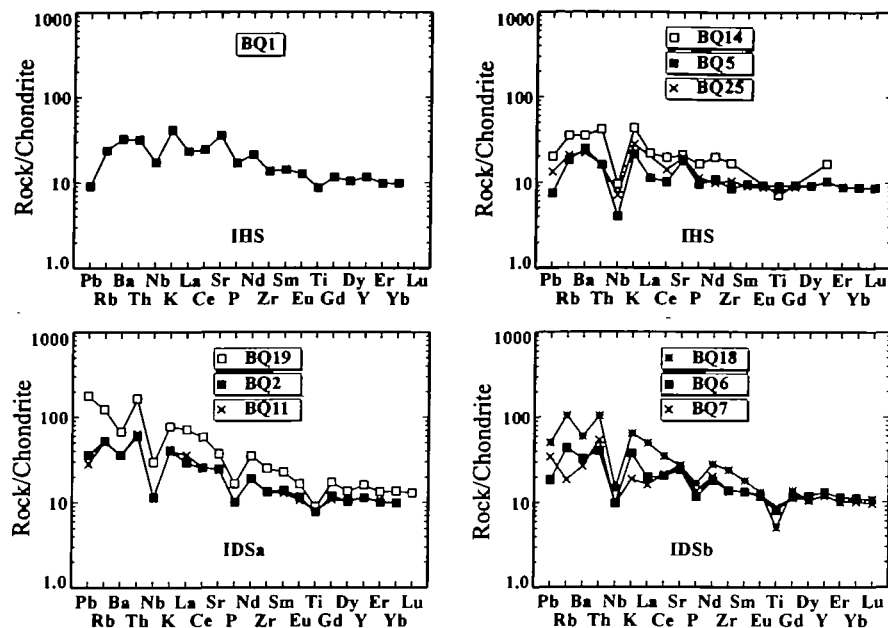 1000
100
10
1.0
Rock/Chondrite
BQ1
IHS
Pb Ba Nb La Sr Nd Sm Ti Dy Er Lu
Rb Th K Ce P Zr Eu Gd Y Yb
1000
100
10
1.0
Rock/Chondrite
BQ14
BQ5
BQ25
IHS
Pb Ba Nb La Sr Nd Sm Ti Dy Er Lu
Rb Th K Ce P Zr Eu Gd Y Yb
1000
100
10
1.0
Rock/Chondrite
BQ19
BQ2
BQ11
IDSa
Pb Ba Nb La Sr Nd Sm Ti Dy Er Lu
Rb Th K Ce P Zr Eu Gd Y Yb
1000
100
10
1.0
Rock/Chondrite
BQ18
BQ6
BQ7
IDSb
Pb Ba Nb La Sr Nd Sm Ti Dy Er Lu
Rb Th K Ce P Zr Eu Gd Y Yb